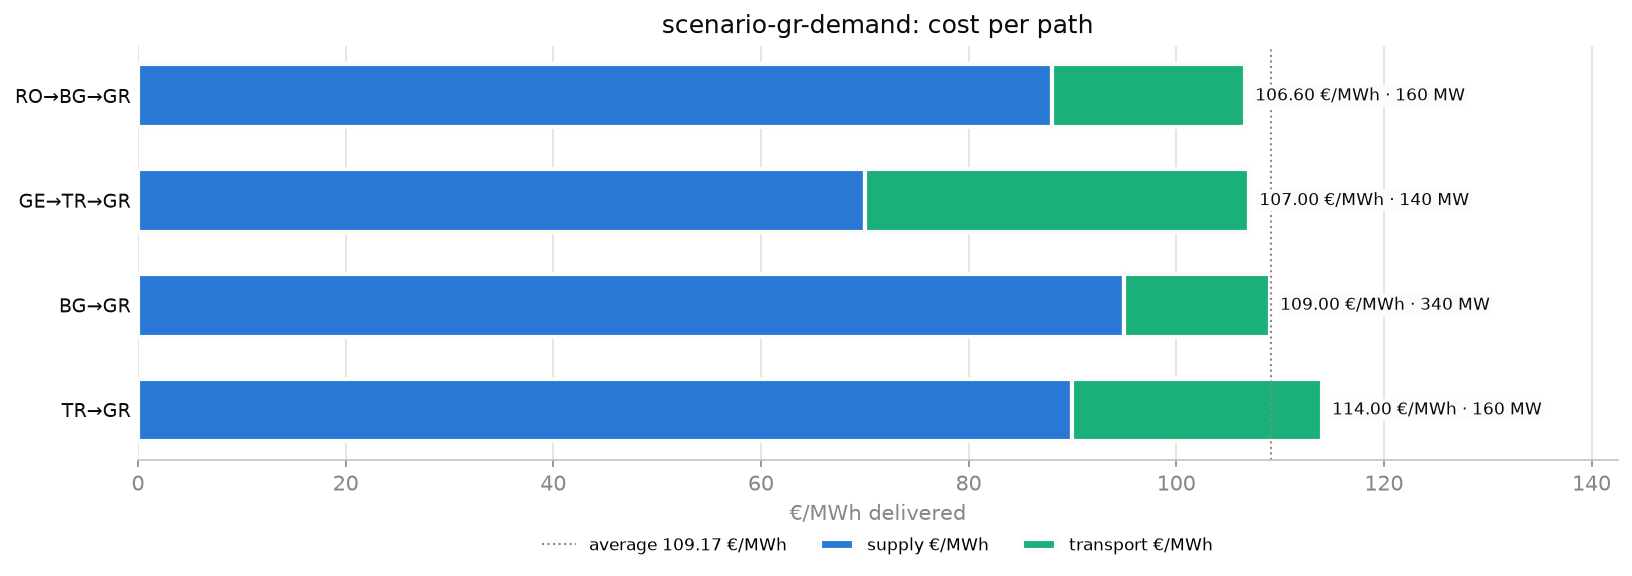 scenario-gr-demand: cost per path
RO→BG→GR
106.60 €/MWh · 160 MW
GE→TR→GR
107.00 €/MWh · 140 MW
BG→GR
109.00 €/MWh · 340 MW
TR→GR
114.00 €/MWh · 160 MW
0 20 40 60 80 100 120 140
€/MWh delivered
average 109.17 €/MWh supply €/MWh transport €/MWh